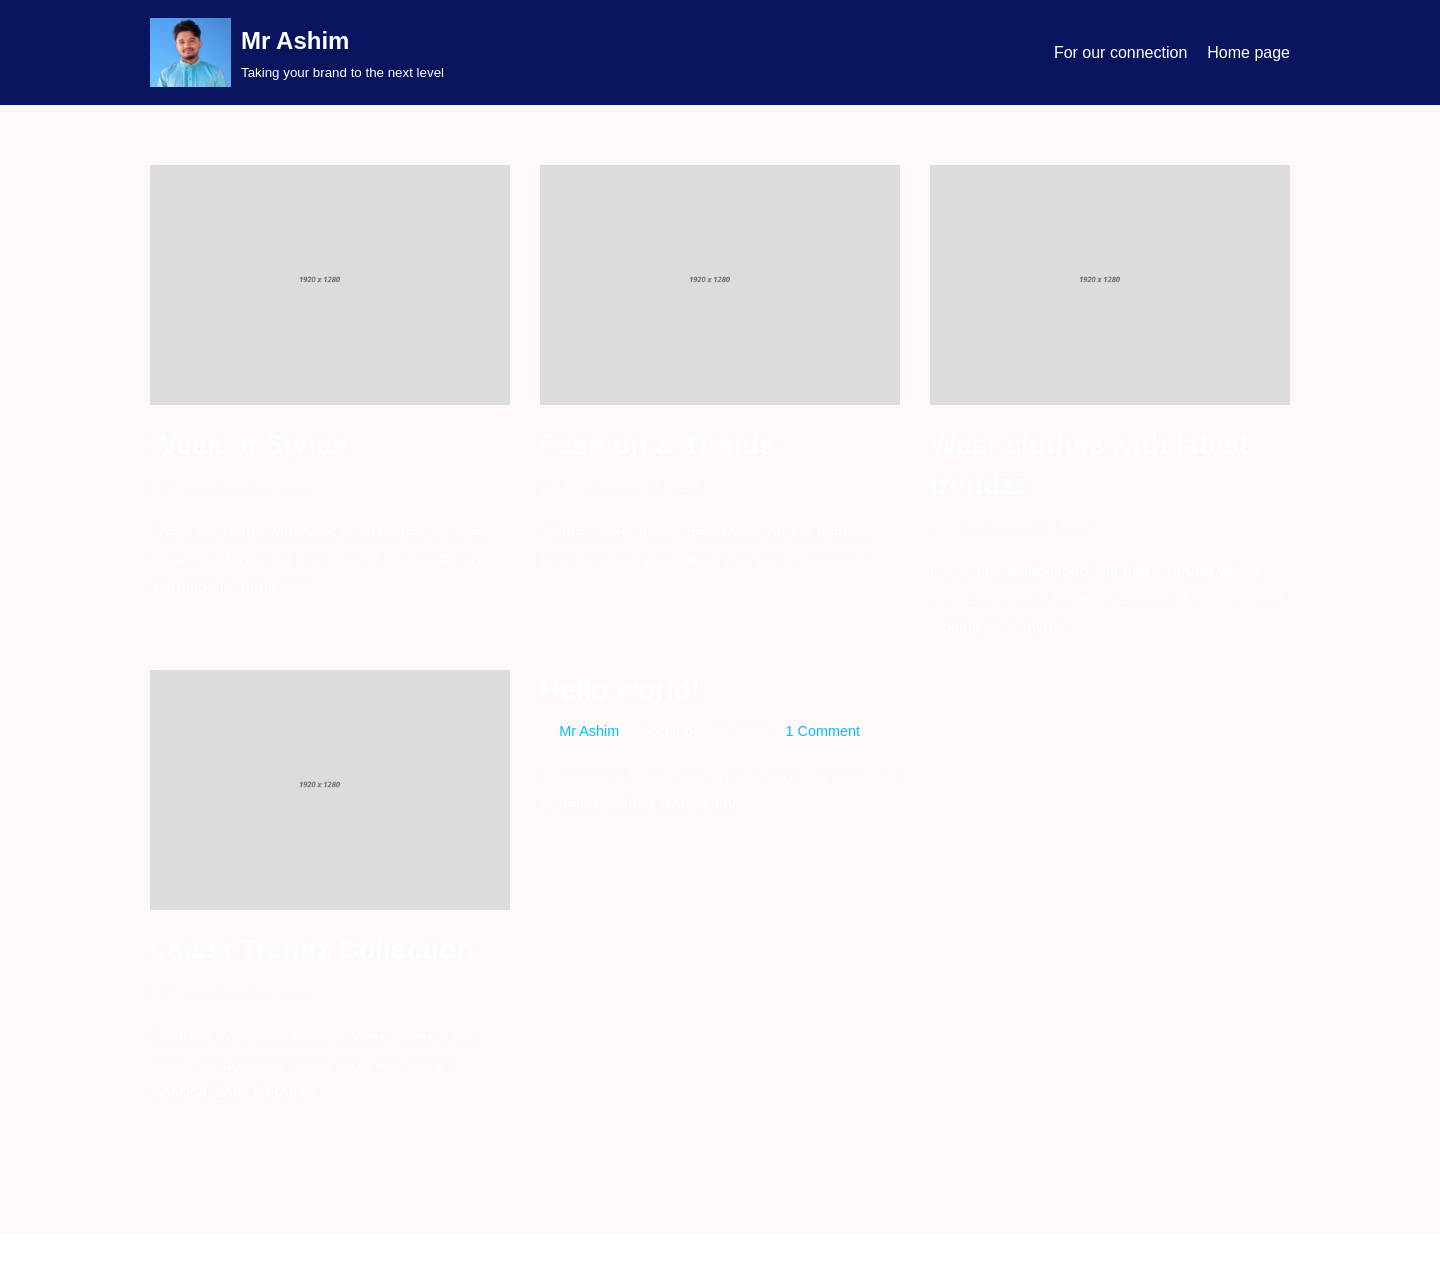 Mr Ashim
Taking your brand to the next level
For our connection
Home page
1920 x 1280
1920 x 1280
1920 x 1280
Week of Styles
by / December 11, 2023
There are many variations of passages of Lorem
Ipsum available, but the majority have suffered
alteration in some form.
Fashion & Trends
by / December 11, 2023
All the Lorem Ipsum generators on the Internet
tend to repeat predefined chunks as necessary.
Wear clothes with latest
trendzz
by / December 11, 2023
It is a long established fact that a reader will be
distracted by the readable content of a page when
looking at its layout.
1920 x 1280
Latest Trendz Collection
by / December 11, 2023
Contrary to popular belief, Lorem Ipsum is not
simply random text. It has roots in a piece of
classical Latin literature
Hello world!
by Mr Ashim / December 11, 2023 / 1 Comment
Welcome to WordPress. This is your first post. Edit
or delete it, then start writing!